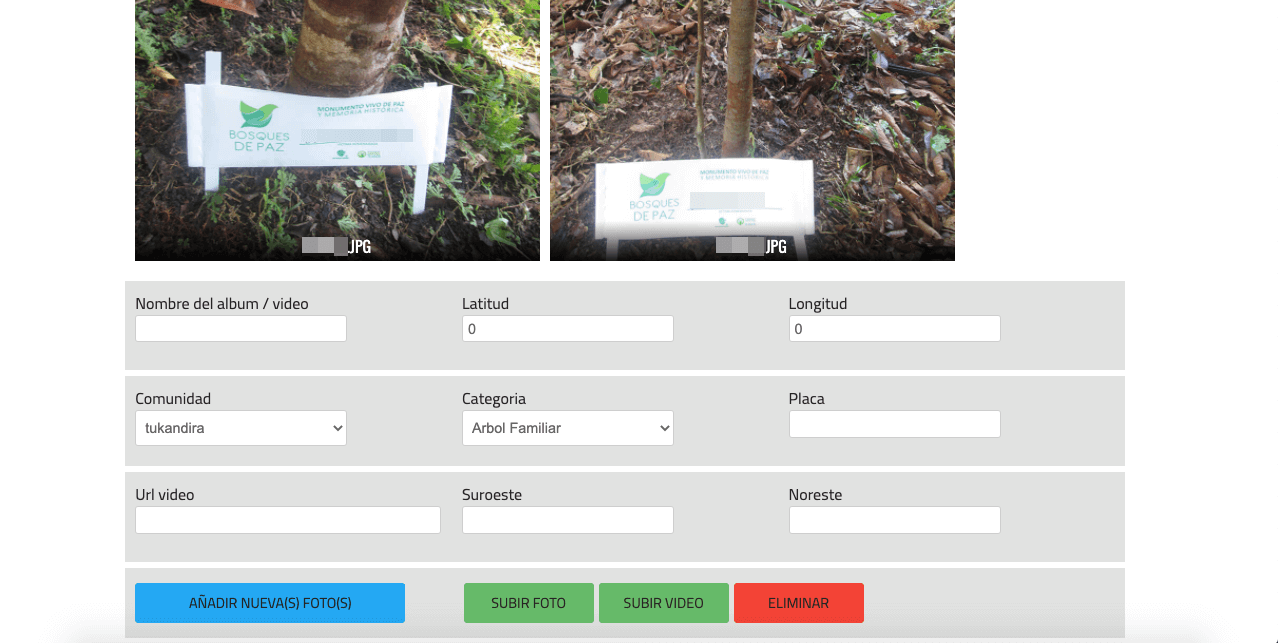 BOSQUES
DE PAZ
MONUMENTO VIVO DE PAZ
Y MEMORIA HISTÓRICA
.JPG
BOSQUES
DE PAZ
MONUMENTO VIVO DE PAZ
Y MEMORIA HISTÓRICA
JPG
Nombre del album / video
Latitud
0
Longitud
0
Comunidad
tukandira
Categoria
Arbol Familiar
Placa
Url video
Suroeste
Noreste
AÑADIR NUEVA(S) FOTO(S)
SUBIR FOTO
SUBIR VIDEO
ELIMINAR